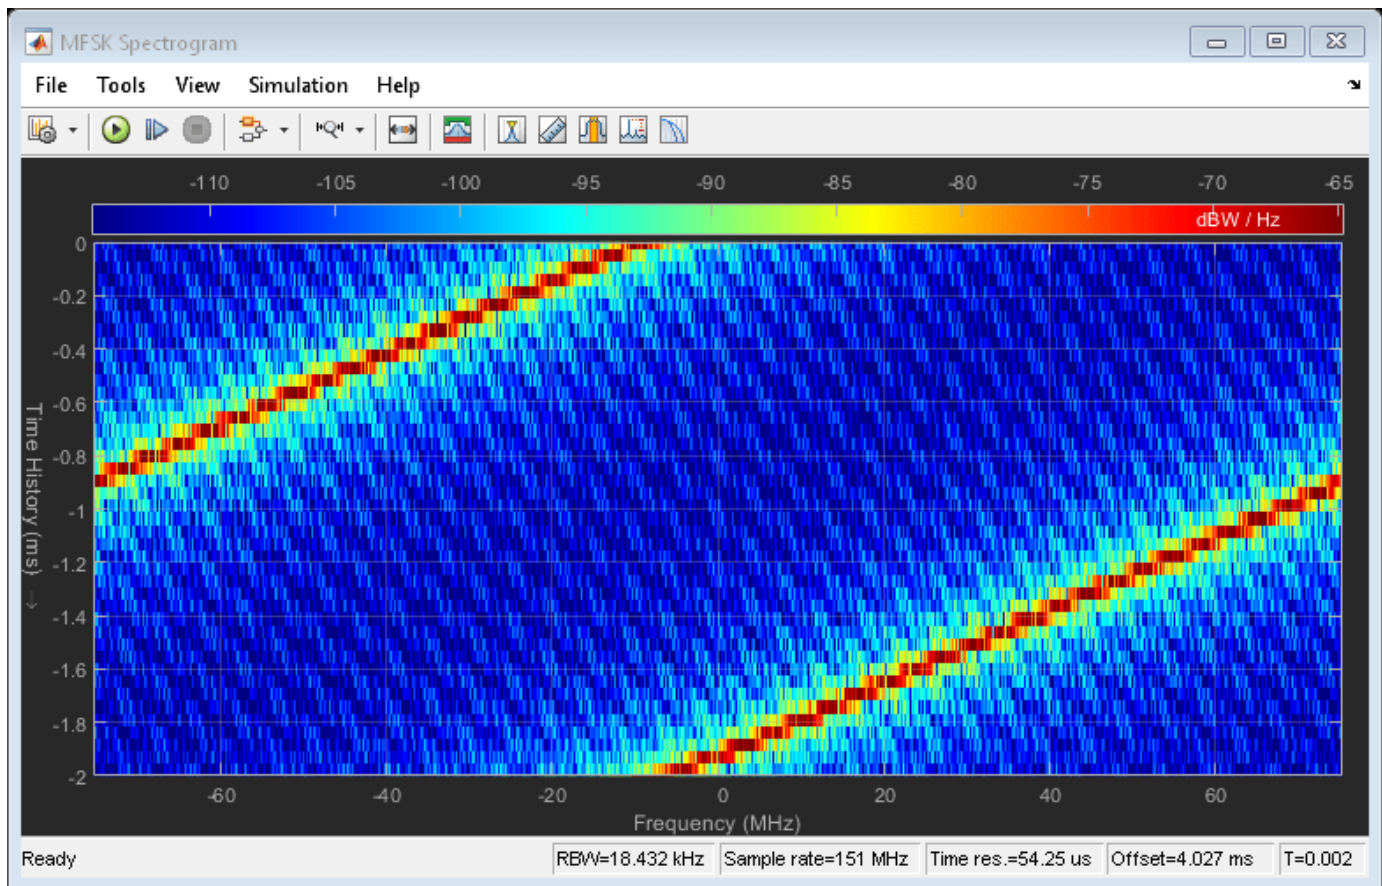 MFSK Spectrogram
File Tools View Simulation Help
-110 -105 -100 -95 -90 -85 -80 -75 -70 -65
dBW / Hz
0
-0.2
-0.4
-0.6
-0.8
-1
-1.2
-1.4
-1.6
-1.8
-2
Time History (ms) →
-60 -40 -20 0 20 40 60
Frequency (MHz)
Ready RBW=18.432 kHz Sample rate=151 MHz Time res.=54.25 us Offset=4.027 ms T=0.002